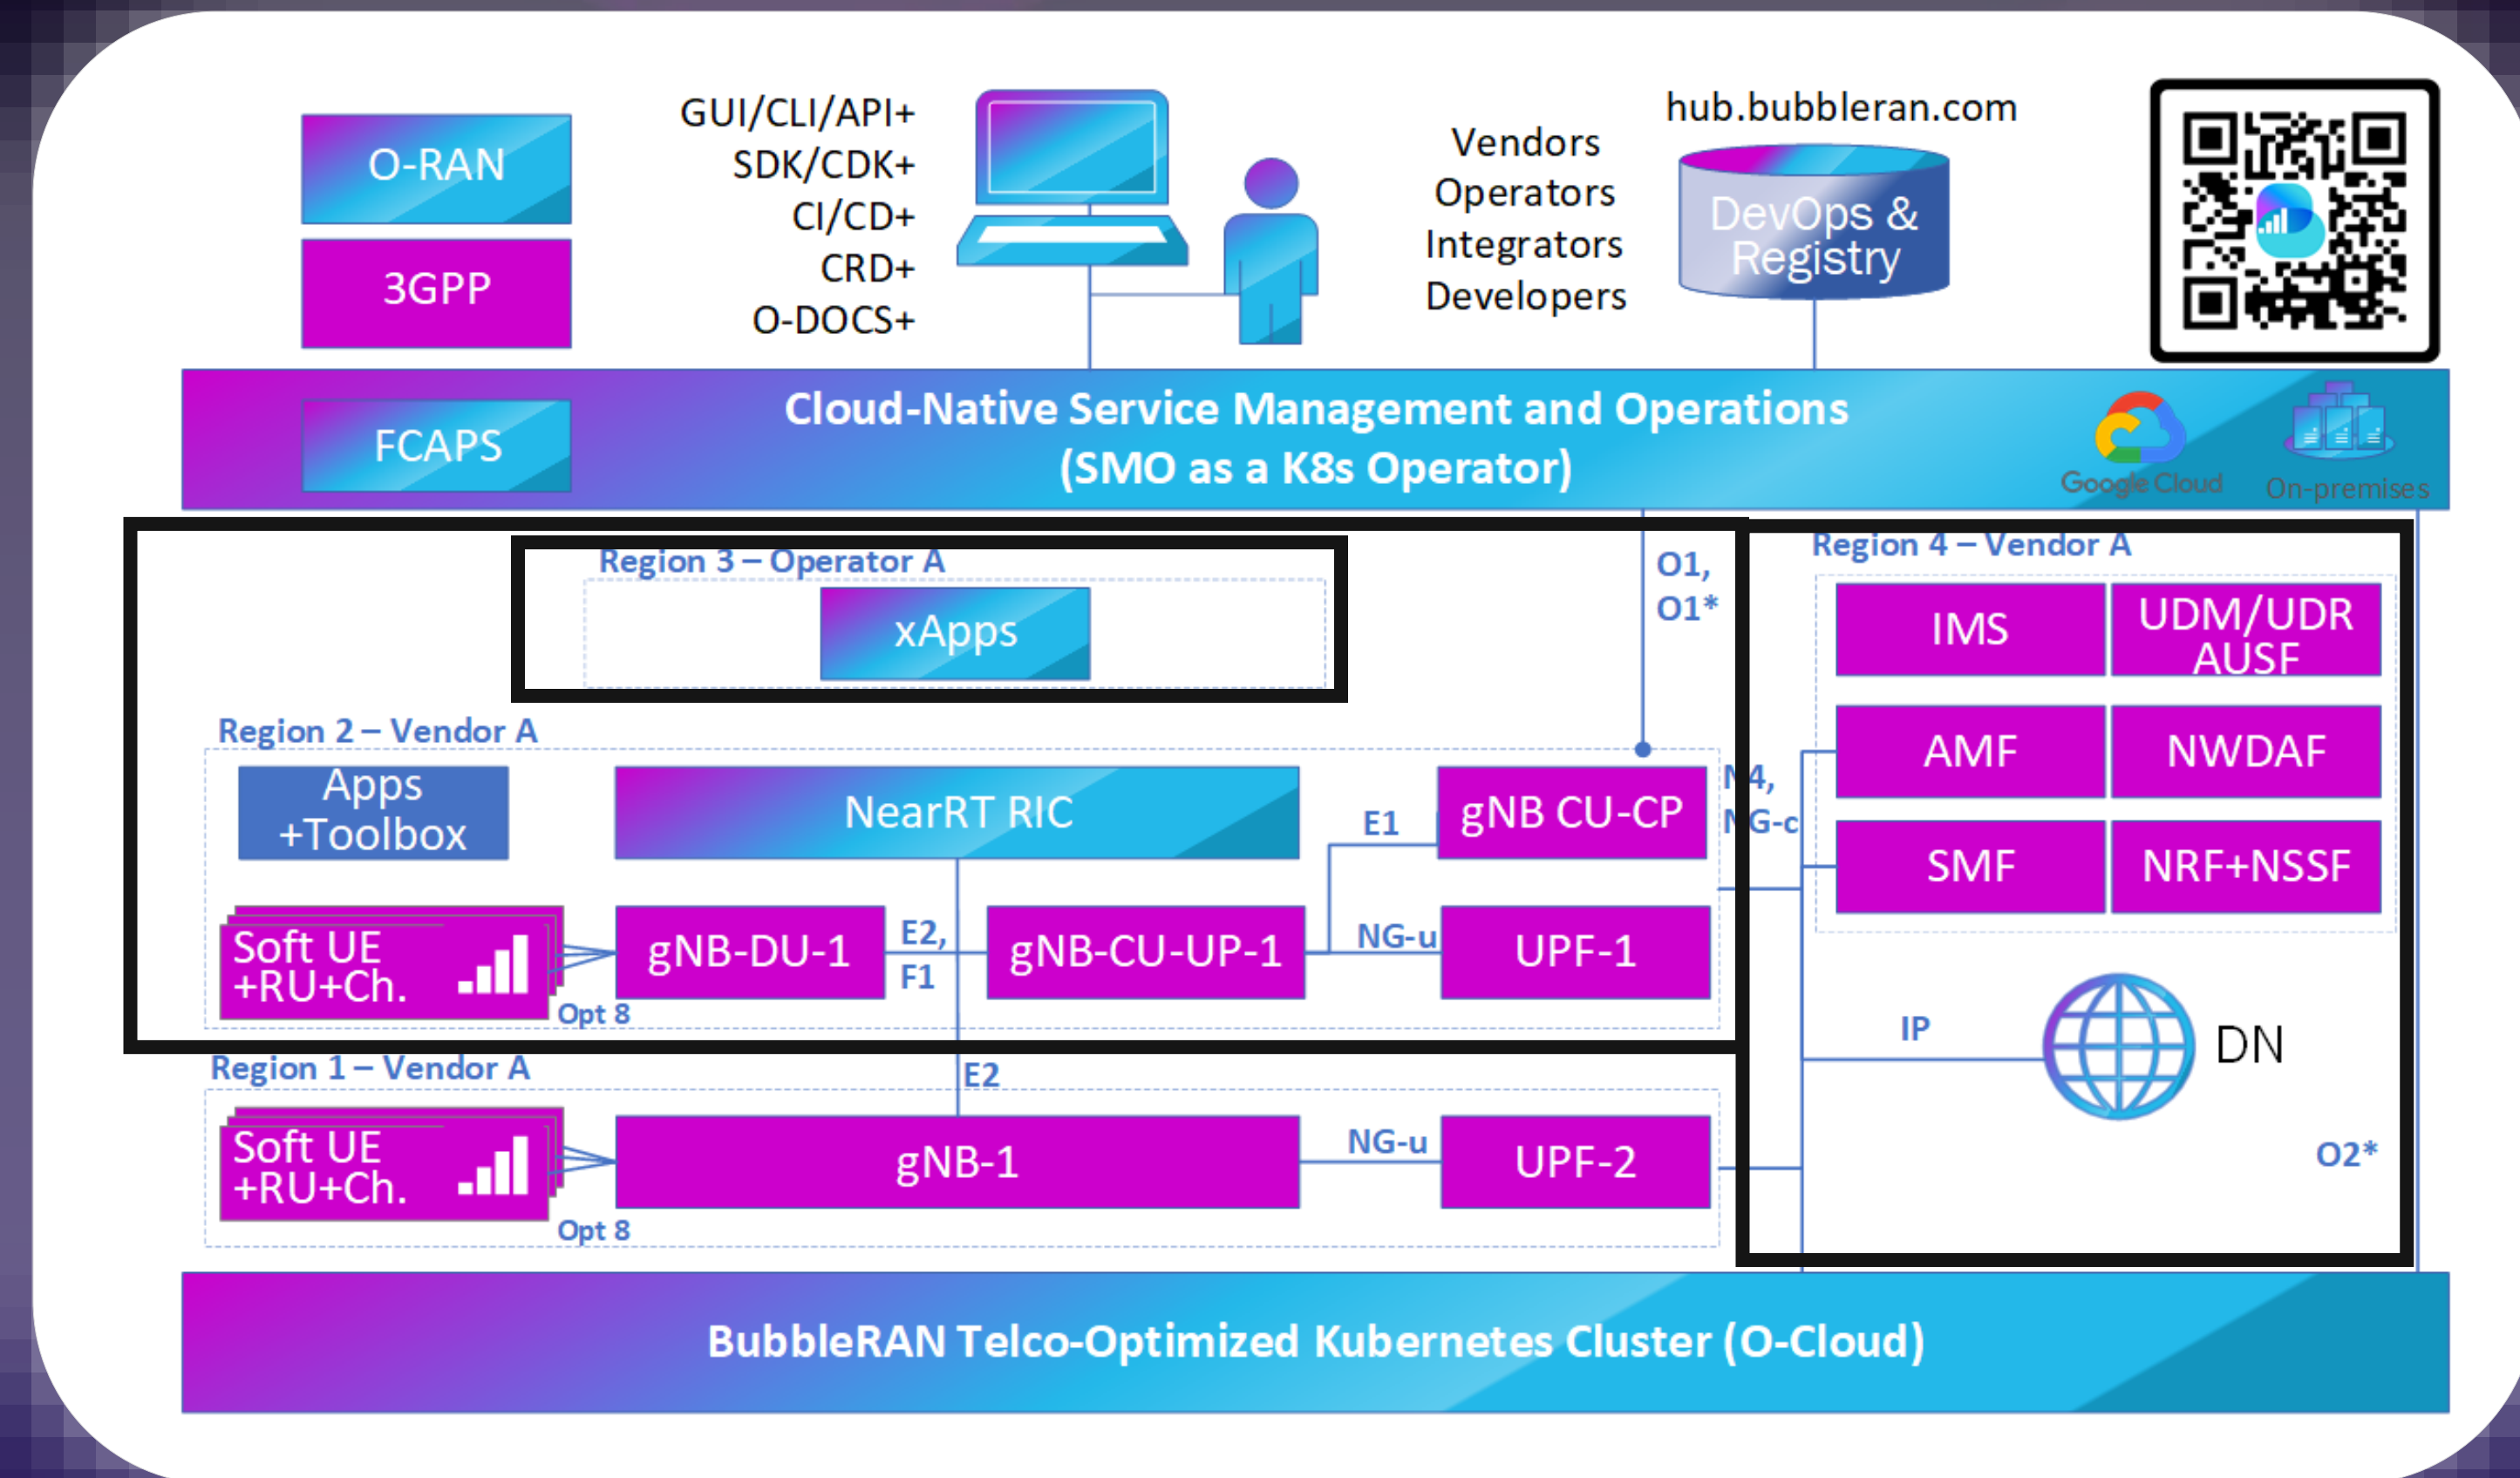 O-RAN
3GPP
GUI/CLI/API+
SDK/CDK+
CI/CD+
CRD+
O-DOCS+
Vendors
Operators
Integrators
Developers
hub.bubbleran.com
DevOps &
Registry
FCAPS
Cloud-Native Service Management and Operations
(SMO as a K8s Operator)
Google Cloud
On-premises
Region 3 – Operator A
xApps
O1,
O1*
Region 4 – Vendor A
IMS
UDM/UDR
AUSF
AMF
NWDAF
SMF
NRF+NSSF
Region 2 – Vendor A
Apps
+Toolbox
NearRT RIC
E1
gNB CU-CP
N4,
NG-c
Soft UE
+RU+Ch.
Opt 8
gNB-DU-1
E2,
F1
gNB-CU-UP-1
NG-u
UPF-1
IP
DN
O2*
Region 1 – Vendor A
E2
Soft UE
+RU+Ch.
Opt 8
gNB-1
NG-u
UPF-2
BubbleRAN Telco-Optimized Kubernetes Cluster (O-Cloud)